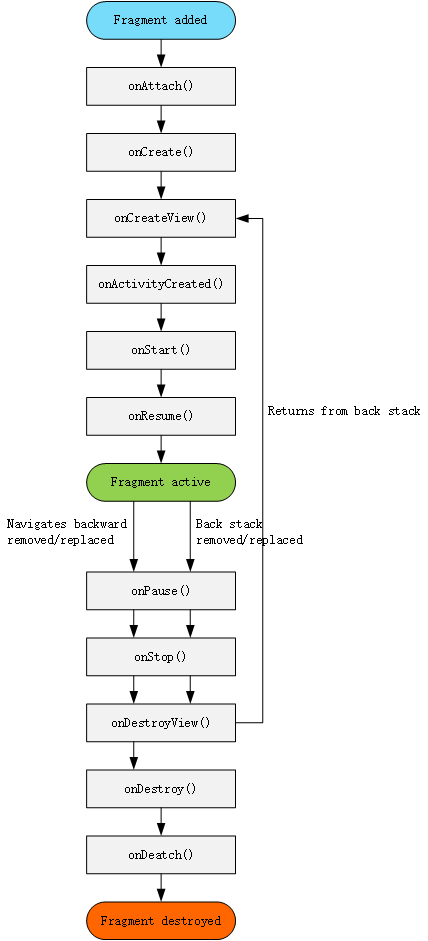 Fragment added
onAttach()
onCreate()
onCreateView()
onActivityCreated()
onStart()
onResume()
Returns from back stack
Fragment active
Navigates backward
removed/replaced
Back stack
removed/replaced
onPause()
onStop()
onDestroyView()
onDestroy()
onDeatch()
Fragment destroyed